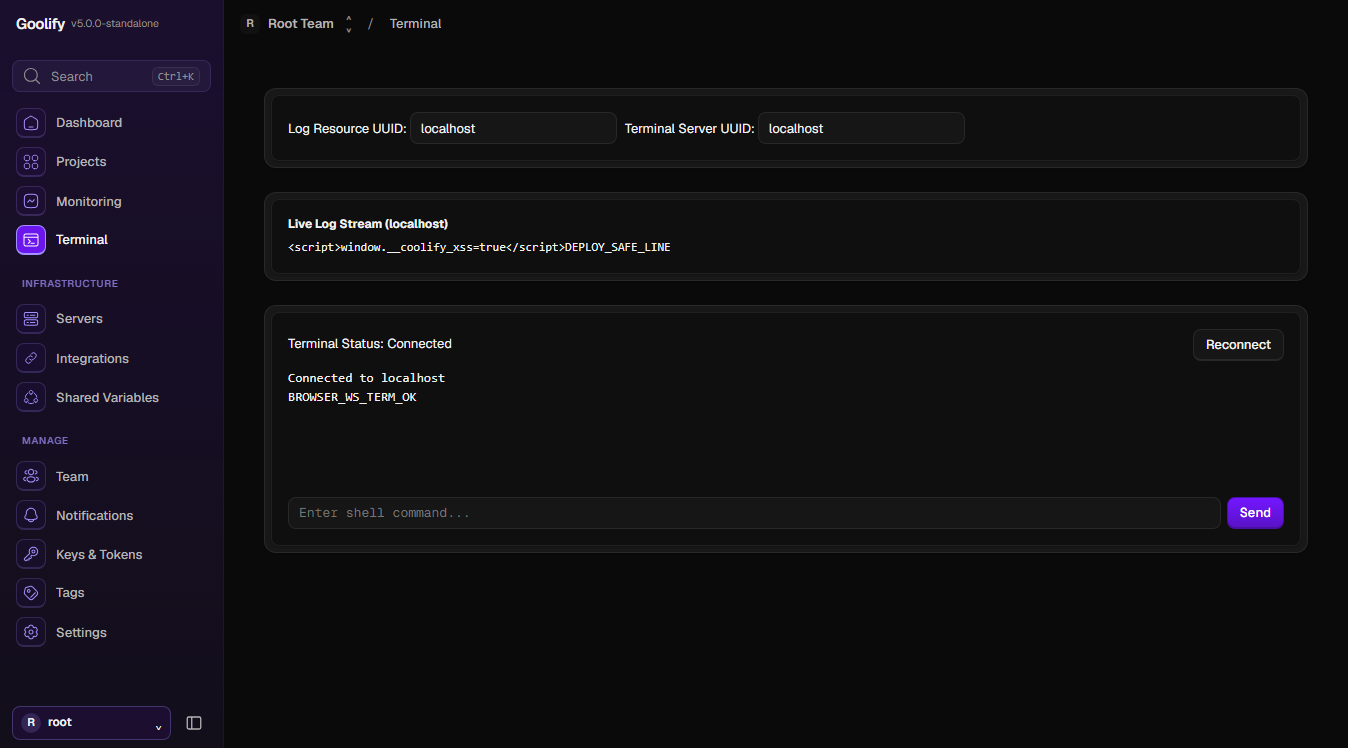 Goolify v5.0.0-standalone
Search Ctrl+K
Dashboard
Projects
Monitoring
Terminal
INFRASTRUCTURE
Servers
Integrations
Shared Variables
MANAGE
Team
Notifications
Keys & Tokens
Tags
Settings
R root
R Root Team / Terminal
Log Resource UUID: localhost Terminal Server UUID: localhost
Live Log Stream (localhost)
<script>window.__coolify_xss=true</script>DEPLOY_SAFE_LINE
Terminal Status: Connected
Reconnect
Connected to localhost
BROWSER_WS_TERM_OK
Enter shell command...
Send